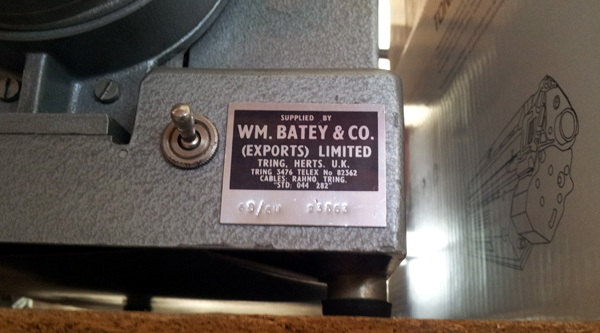 SUPPLIED BY
WM. BATEY & CO.
(EXPORTS) LIMITED
TRING, HERTS. U.K.
TRING 3476 TELEX No 82362
CABLES: RAHNO, TRING.
"STD: 044 282"